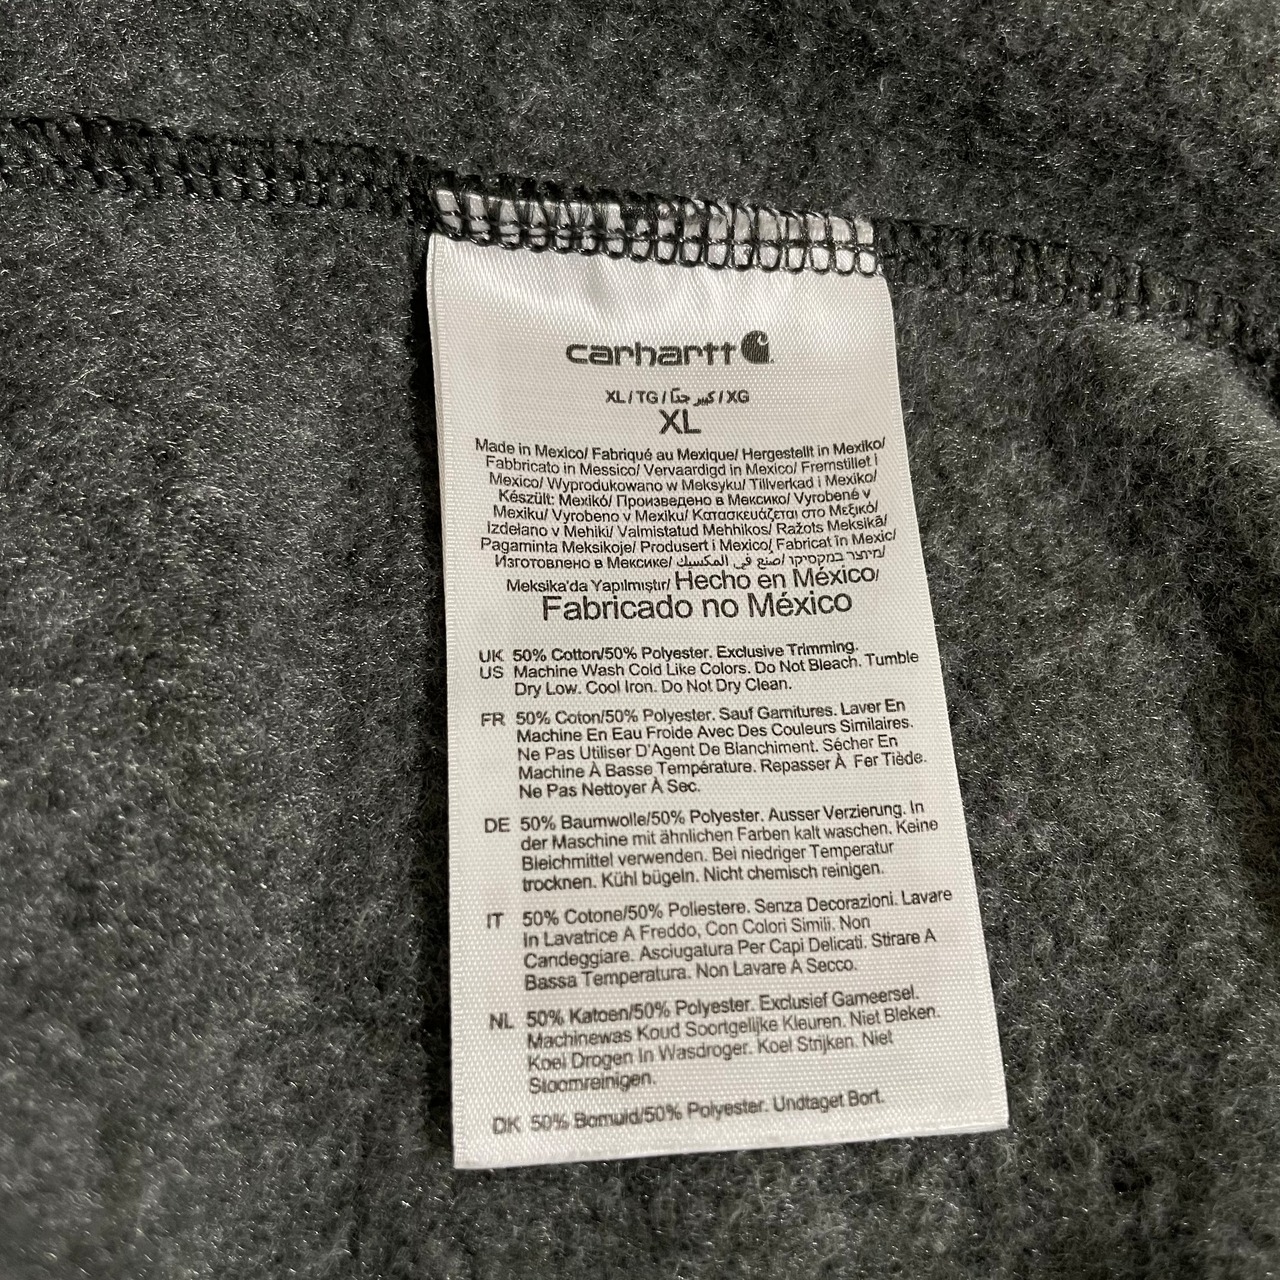 carhartt
XL / TG / كبير جدًا / XG
XL
Made in Mexico/ Fabriqué au Mexique/ Hergestellt in Mexiko/
Fabbricato in Messico/ Vervaardigd in Mexico/ Fremstillet I
Mexico/ Wyprodukowano w Meksyku/ Tillverkad i Mexiko/
Készült: Mexikó/ Произведено в Мексико/ Vyrobené v
Mexiku/ Vyrobeno v Mexiku/ Κατασκευάζεται στο Μεξικό/
Izdelano v Mehiki/ Valmistatud Mehhikos/ Ražots Meksikā/
Pagaminta Meksikoje/ Produsert i Mexico/ Fabricat în Mexic/
Изготовлено в Мексике/ صنع في المكسيك/ מיוצר במקסיקו/
Meksika'da Yapılmıştır/ Hecho en México/
Fabricado no México
UK 50% Cotton/50% Polyester. Exclusive Trimming.
US Machine Wash Cold Like Colors. Do Not Bleach. Tumble
Dry Low. Cool Iron. Do Not Dry Clean.
FR 50% Coton/50% Polyester. Sauf Garnitures. Laver En
Machine En Eau Froide Avec Des Couleurs Similaires.
Ne Pas Utiliser D'Agent De Blanchiment. Sécher En
Machine À Basse Température. Repasser À Fer Tiède.
Ne Pas Nettoyer À Sec.
DE 50% Baumwolle/50% Polyester. Ausser Verzierung. In
der Maschine mit ähnlichen Farben kalt waschen. Keine
Bleichmittel verwenden. Bei niedriger Temperatur
trocknen. Kühl bügeln. Nicht chemisch reinigen.
IT 50% Cotone/50% Poliestere. Senza Decorazioni. Lavare
In Lavatrice A Freddo, Con Colori Simili. Non
Candeggiare. Asciugatura Per Capi Delicati. Stirare A
Bassa Temperatura. Non Lavare À Secco.
NL 50% Katoen/50% Polyester. Exclusief Garneersel.
Machinewas Koud Soortgelijke Kleuren. Niet Bleken.
Koel Drogen In Wasdroger. Koel Strijken. Niet
Stoomreinigen.
DK 50% Bomuld/50% Polyester. Undtaget Bort.